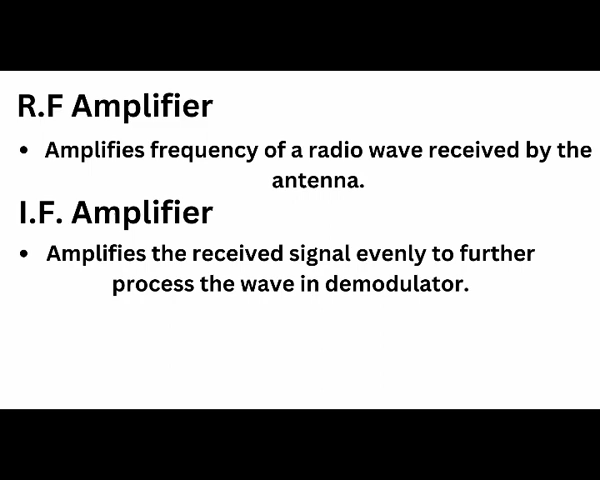 R.F Amplifier
• Amplifies frequency of a radio wave received by the
antenna.
I.F. Amplifier
• Amplifies the received signal evenly to further
process the wave in demodulator.